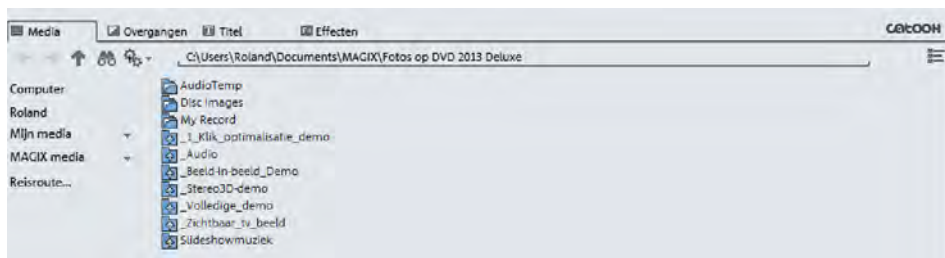 Media Overgangen Titel Effecten catooh
C:\Users\Roland\Documents\MAGIX\Fotos op DVD 2013 Deluxe
Computer
Roland
Mijn media
MAGIX media
Reisroute...
AudioTemp
Disc Images
My Record
_1_Klik_optimalisatie_demo
_Audio
_Beeld-in-beeld_Demo
_Stereo3D-demo
_Volledige_demo
_Zichtbaar_tv_beeld
Slideshowmuziek